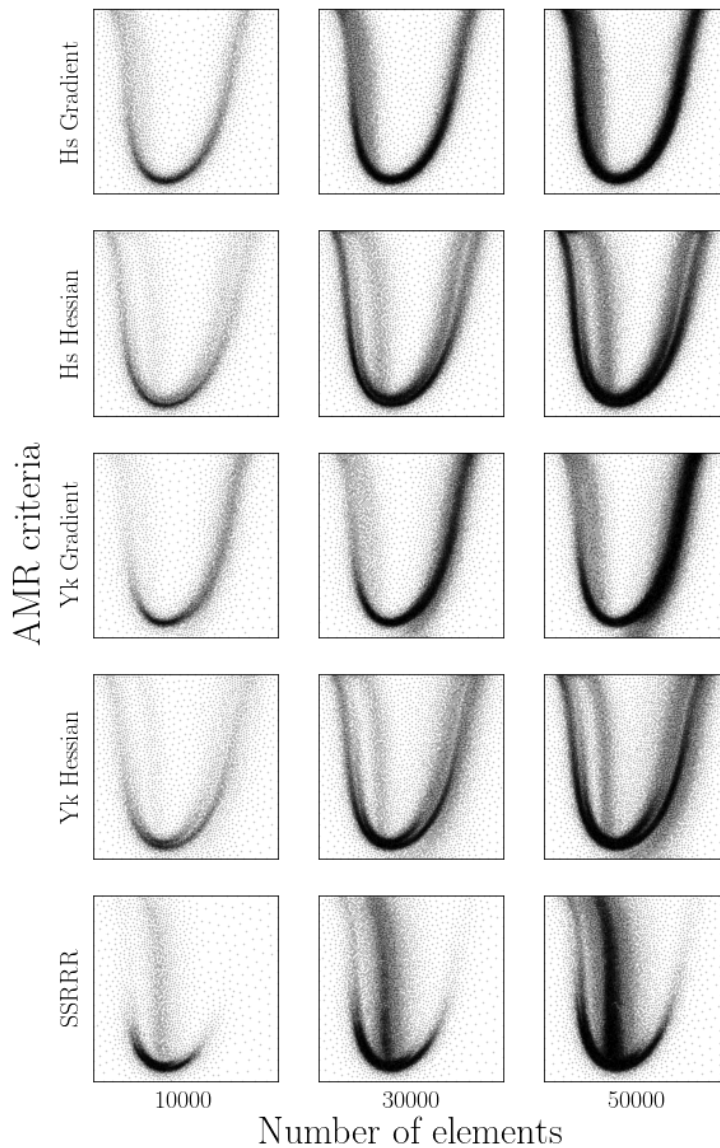 AMR criteria
Hs Gradient
Hs Hessian
Yk Gradient
Yk Hessian
SSRRR
10000
30000
50000
Number of elements